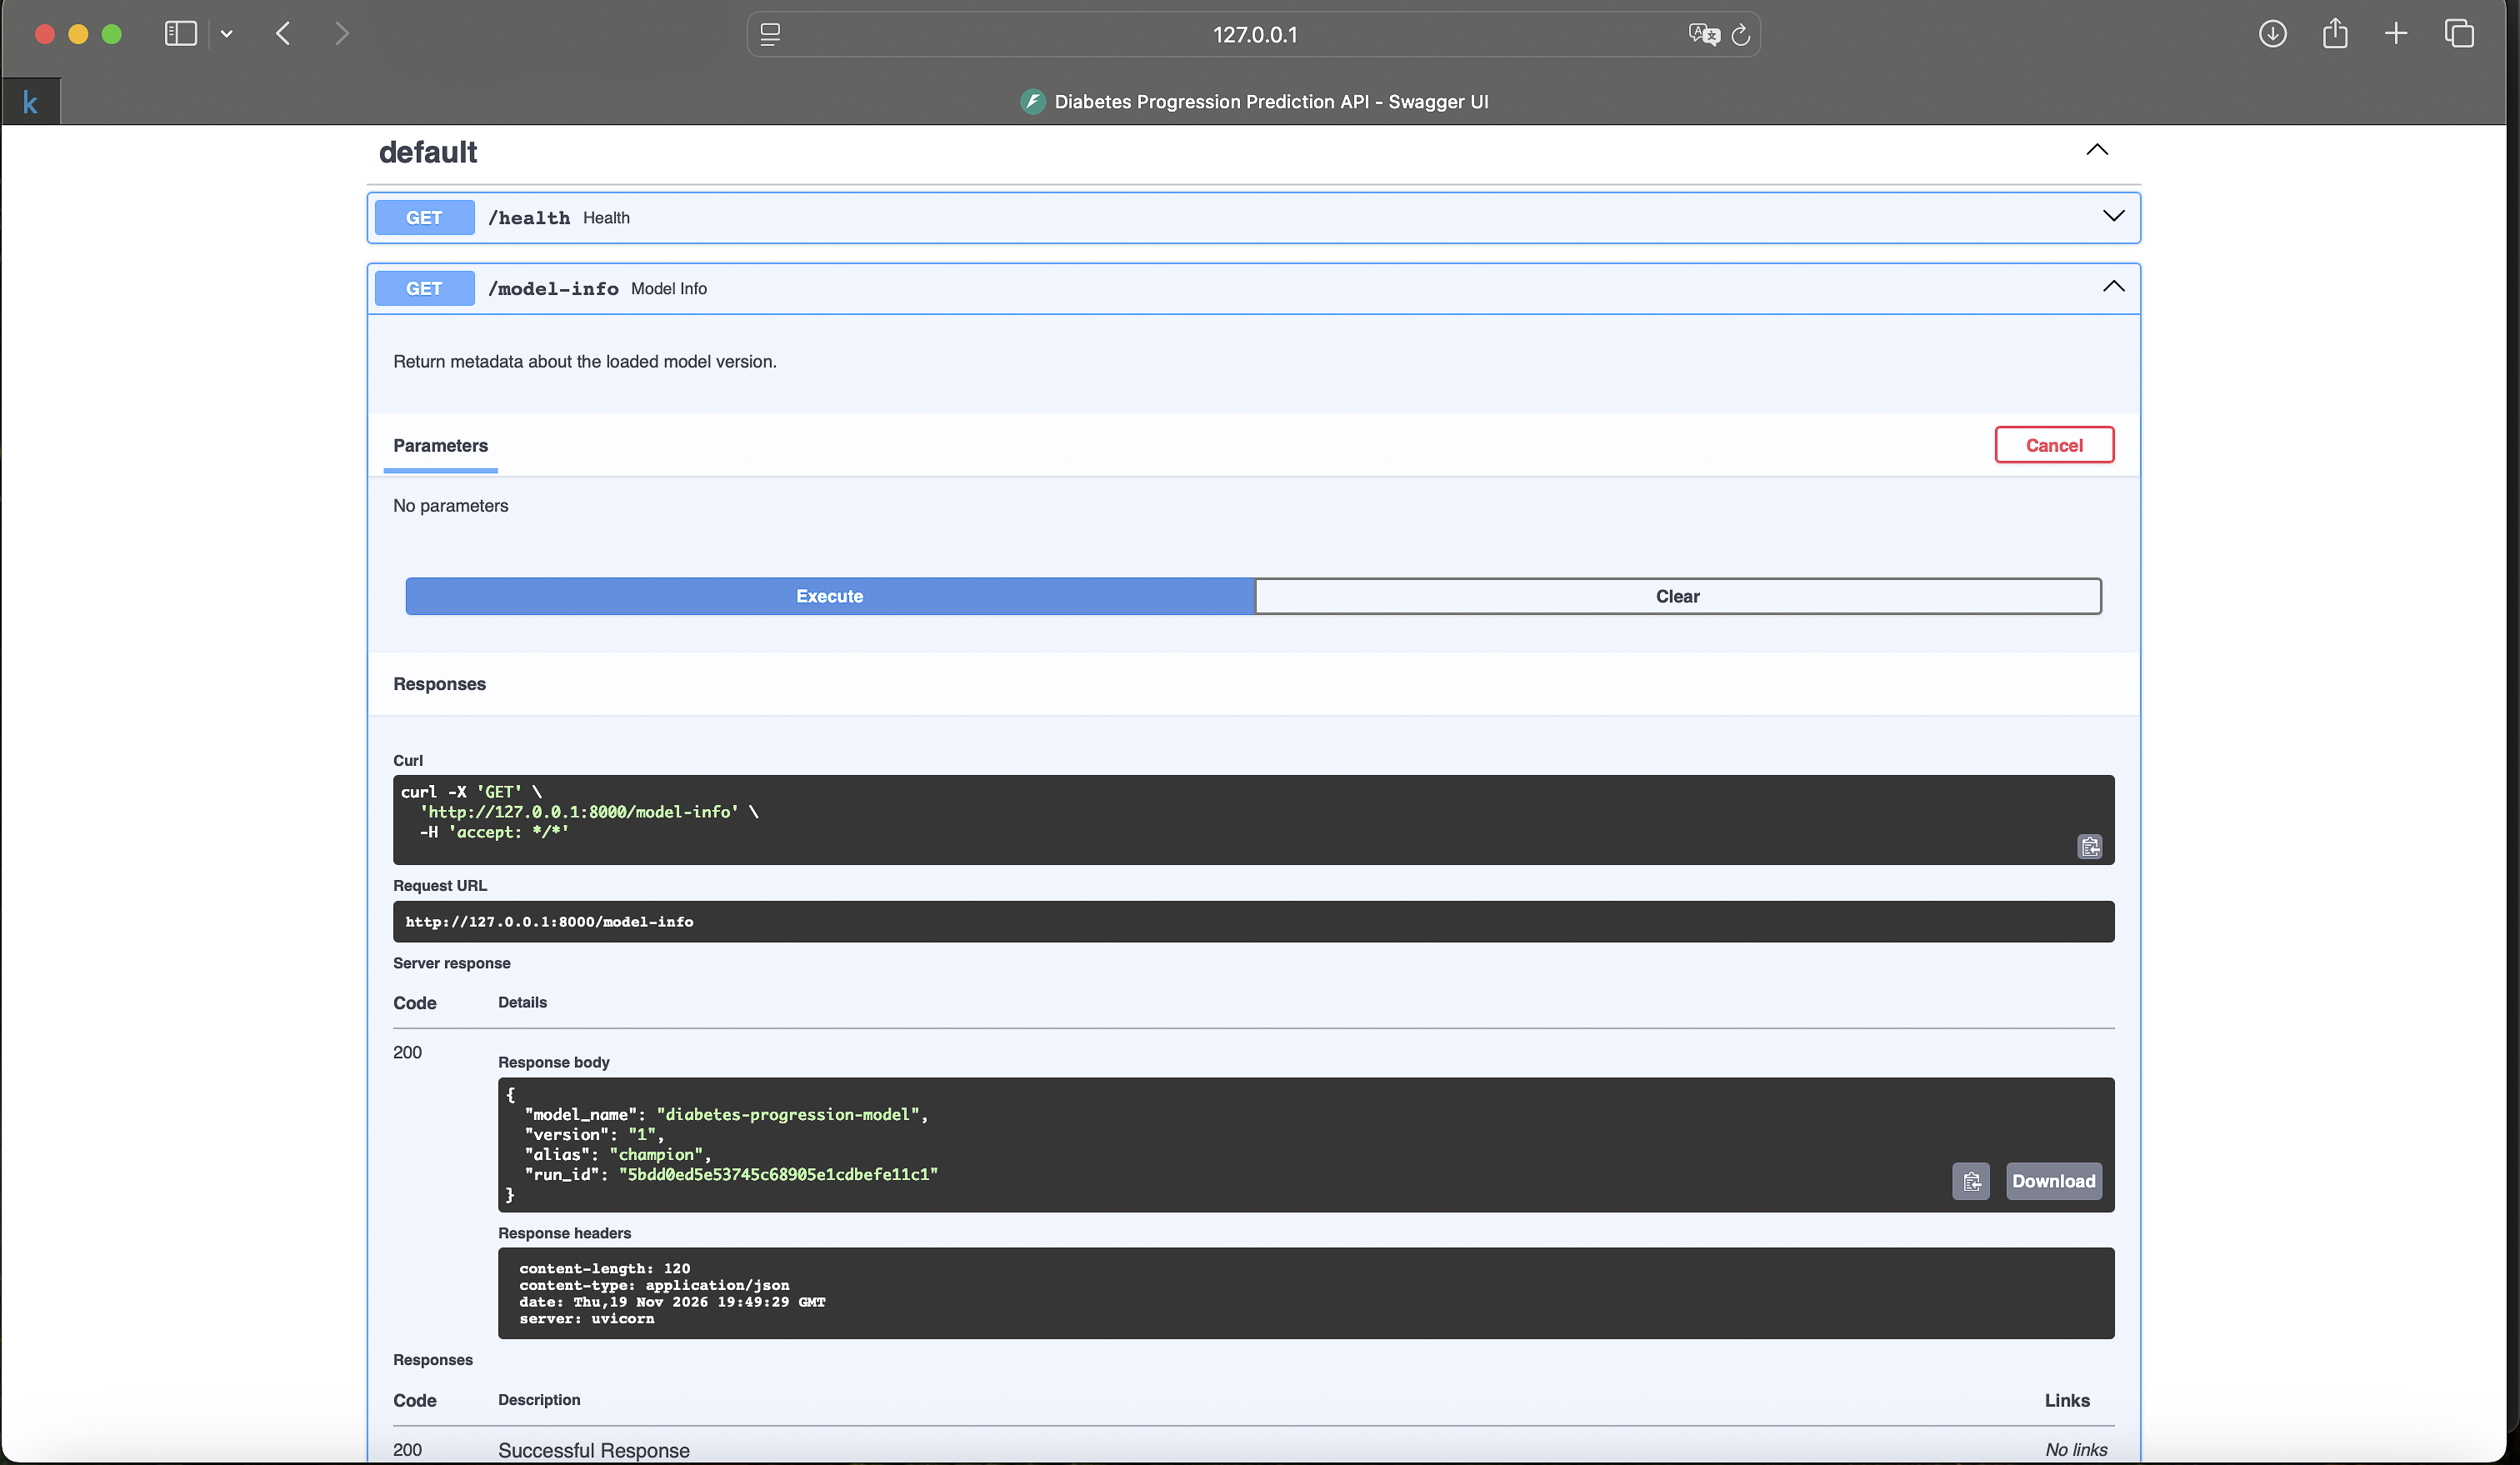 127.0.0.1
k
Diabetes Progression Prediction API - Swagger UI
default
GET /health Health
GET /model-info Model Info
Return metadata about the loaded model version.
Parameters
Cancel
No parameters
Execute
Clear
Responses
Curl
curl -X 'GET' \
'http://127.0.0.1:8000/model-info' \
-H 'accept: */*'
Request URL
http://127.0.0.1:8000/model-info
Server response
Code Details
200
Response body
{
"model_name": "diabetes-progression-model",
"version": "1",
"alias": "champion",
"run_id": "5bdd0ed5e53745c68905e1cdbefe11c1"
}
Download
Response headers
content-length: 120
content-type: application/json
date: Thu,19 Nov 2026 19:49:29 GMT
server: uvicorn
Responses
Code Description Links
200 Successful Response No links